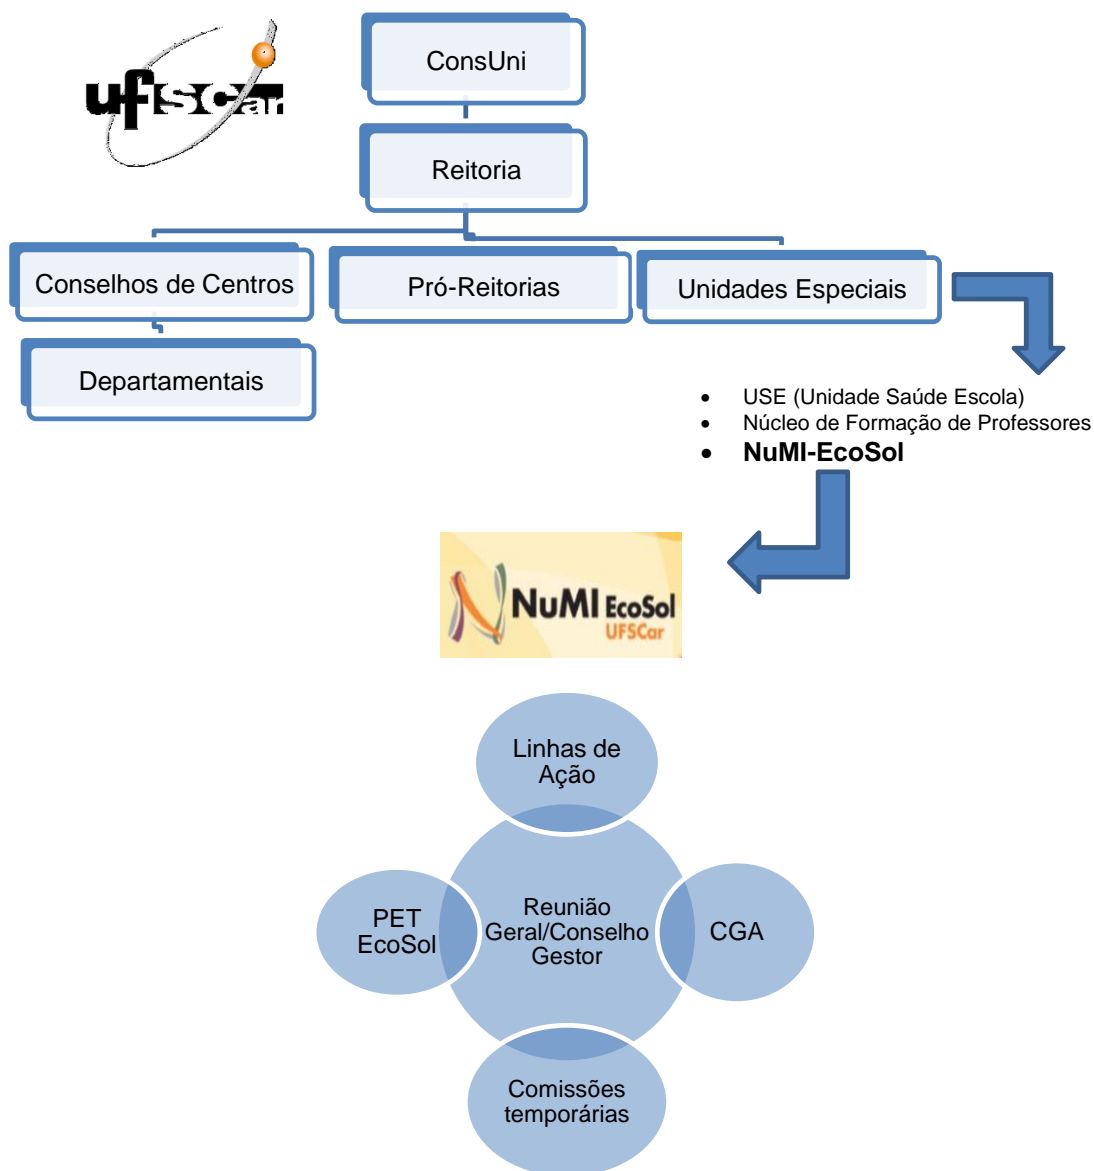 ufscar
ConsUni
Reitoria
Conselhos de Centros
Pró-Reitorias
Unidades Especiais
Departamentais
• USE (Unidade Saúde Escola)
• Núcleo de Formação de Professores
• NuMI-EcoSol
NuMI EcoSol
UFSCar
Linhas de
Ação
PET
EcoSol
Reunião
Geral/Conselho
Gestor
CGA
Comissões
temporárias